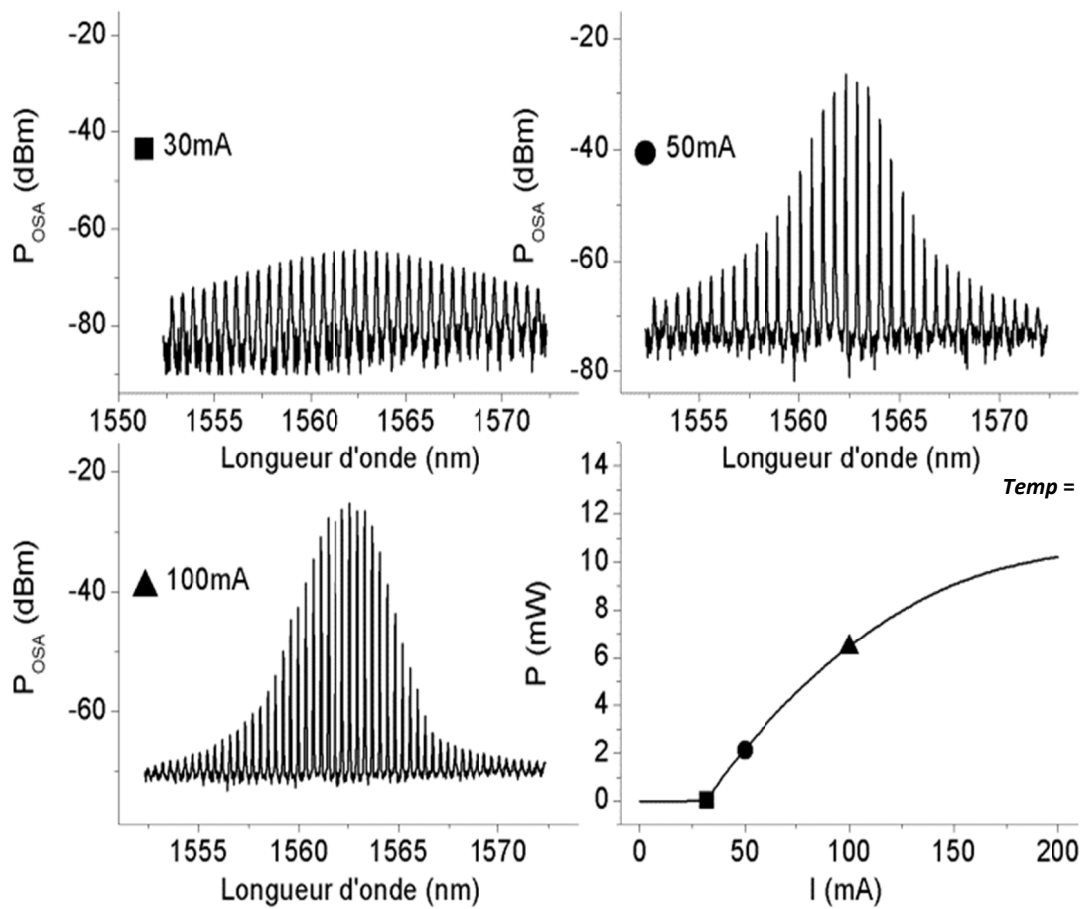 -20
-40
-60
-80
P_OSA (dBm)
■ 30mA
1550 1555 1560 1565 1570
Longueur d'onde (nm)
-20
-40
-60
-80
P_OSA (dBm)
● 50mA
1555 1560 1565 1570
Longueur d'onde (nm)
-20
-40
-60
P_OSA (dBm)
▲ 100mA
1555 1560 1565 1570
Longueur d'onde (nm)
14
12
10
8
6
4
2
0
P (mW)
Temp =
0 50 100 150 200
I (mA)